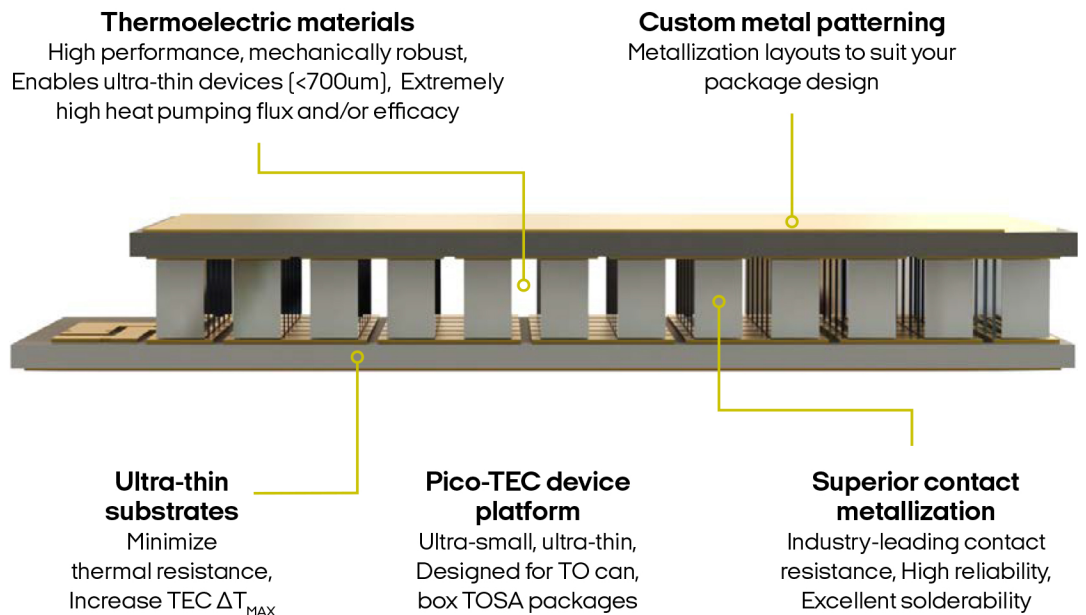 Thermoelectric materials
High performance, mechanically robust,
Enables ultra-thin devices (<700um), Extremely
high heat pumping flux and/or efficacy
Custom metal patterning
Metallization layouts to suit your
package design
Ultra-thin
substrates
Minimize
thermal resistance,
Increase TEC ΔT_MAX
Pico-TEC device
platform
Ultra-small, ultra-thin,
Designed for TO can,
box TOSA packages
Superior contact
metallization
Industry-leading contact
resistance, High reliability,
Excellent solderability